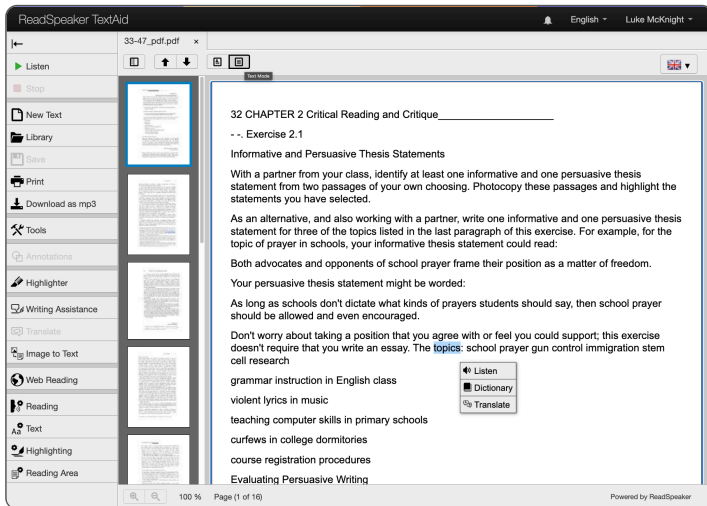 ReadSpeaker TextAid
English
Luke McKnight
33-47_pdf.pdf ×
Listen
Stop
New Text
Library
Save
Print
Download as mp3
Tools
Annotations
Highlighter
Writing Assistance
Translate
Image to Text
Web Reading
Reading
Text
Highlighting
Reading Area
Text Mode
32 CHAPTER 2 Critical Reading and Critique____________________
- -. Exercise 2.1
Informative and Persuasive Thesis Statements
With a partner from your class, identify at least one informative and one persuasive thesis
statement from two passages of your own choosing. Photocopy these passages and highlight the
statements you have selected.
As an alternative, and also working with a partner, write one informative and one persuasive thesis
statement for three of the topics listed in the last paragraph of this exercise. For example, for the
topic of prayer in schools, your informative thesis statement could read:
Both advocates and opponents of school prayer frame their position as a matter of freedom.
Your persuasive thesis statement might be worded:
As long as schools don't dictate what kinds of prayers students should say, then school prayer
should be allowed and even encouraged.
Don't worry about taking a position that you agree with or feel you could support; this exercise
doesn't require that you write an essay. The topics: school prayer gun control immigration stem
cell research
Listen
Dictionary
Translate
grammar instruction in English class
violent lyrics in music
teaching computer skills in primary schools
curfews in college dormitories
course registration procedures
Evaluating Persuasive Writing
100 %
Page (1 of 16)
Powered by ReadSpeaker